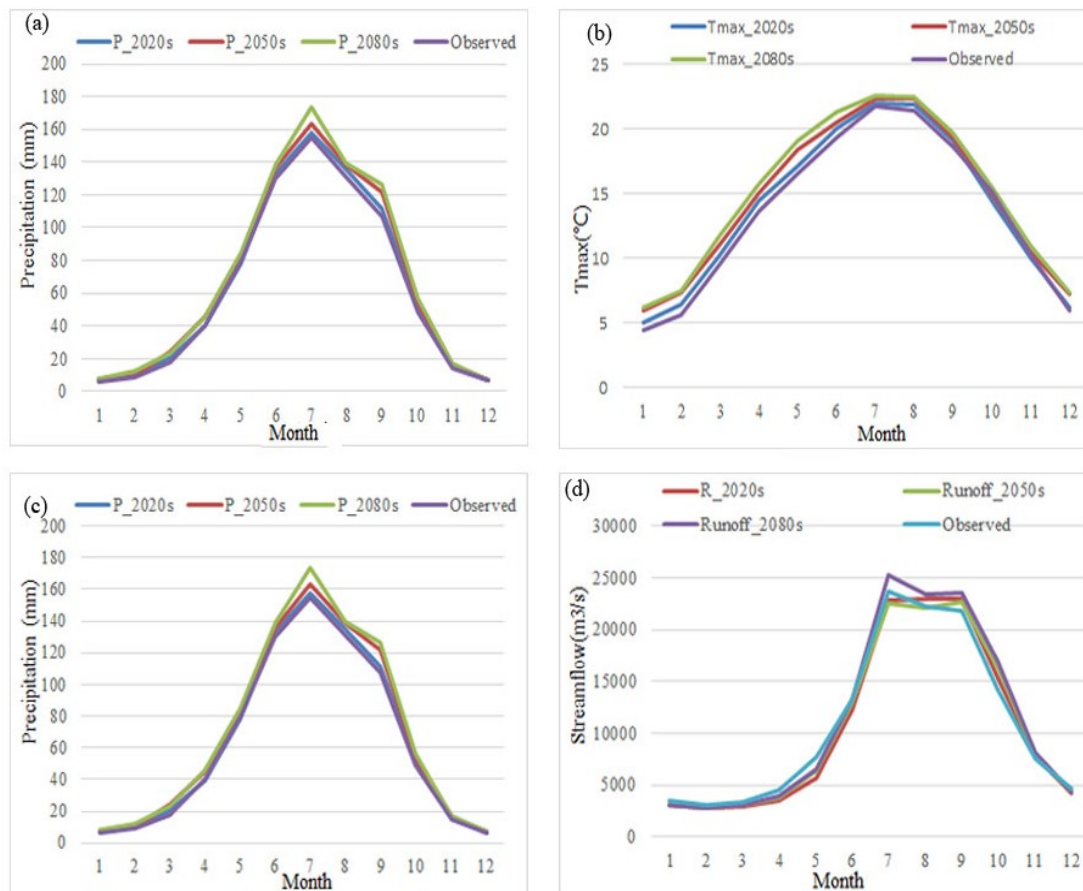 (a)
P_2020s P_2050s P_2080s Observed
200
180
160
140
120
100
80
60
40
20
0
Precipitation (mm)
1 2 3 4 5 6 7 8 9 10 11 12
Month
(b)
Tmax_2020s Tmax_2050s
Tmax_2080s Observed
25
20
15
10
5
0
Tmax(°C)
1 2 3 4 5 6 7 8 9 10 11 12
Month
(c)
P_2020s P_2050s P_2080s Observed
200
180
160
140
120
100
80
60
40
20
0
Precipitation (mm)
1 2 3 4 5 6 7 8 9 10 11 12
Month
(d)
R_2020s Runoff_2050s
Runoff_2080s Observed
30000
25000
20000
15000
10000
5000
0
Streamflow(m3/s)
1 2 3 4 5 6 7 8 9 10 11 12
Month